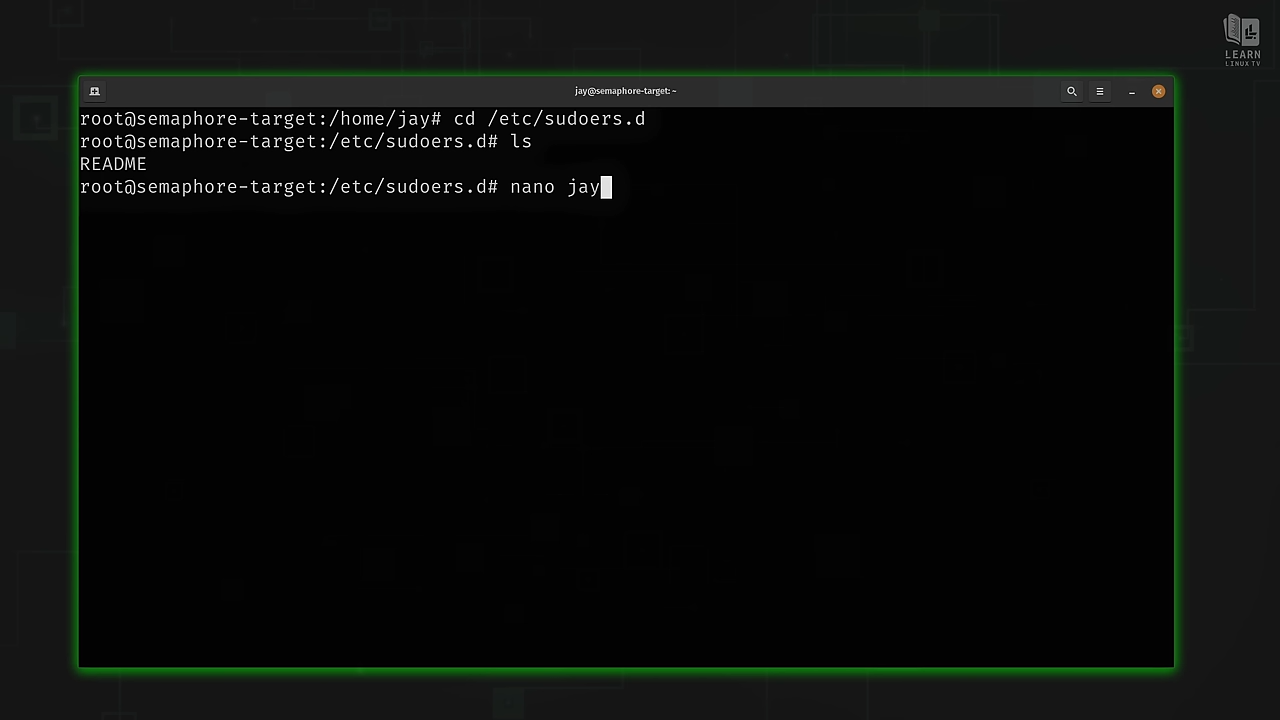 LEARN
LINUX TV
jay@semaphore-target: ~
root@semaphore-target:/home/jay# cd /etc/sudoers.d
root@semaphore-target:/etc/sudoers.d# ls
README
root@semaphore-target:/etc/sudoers.d# nano jay